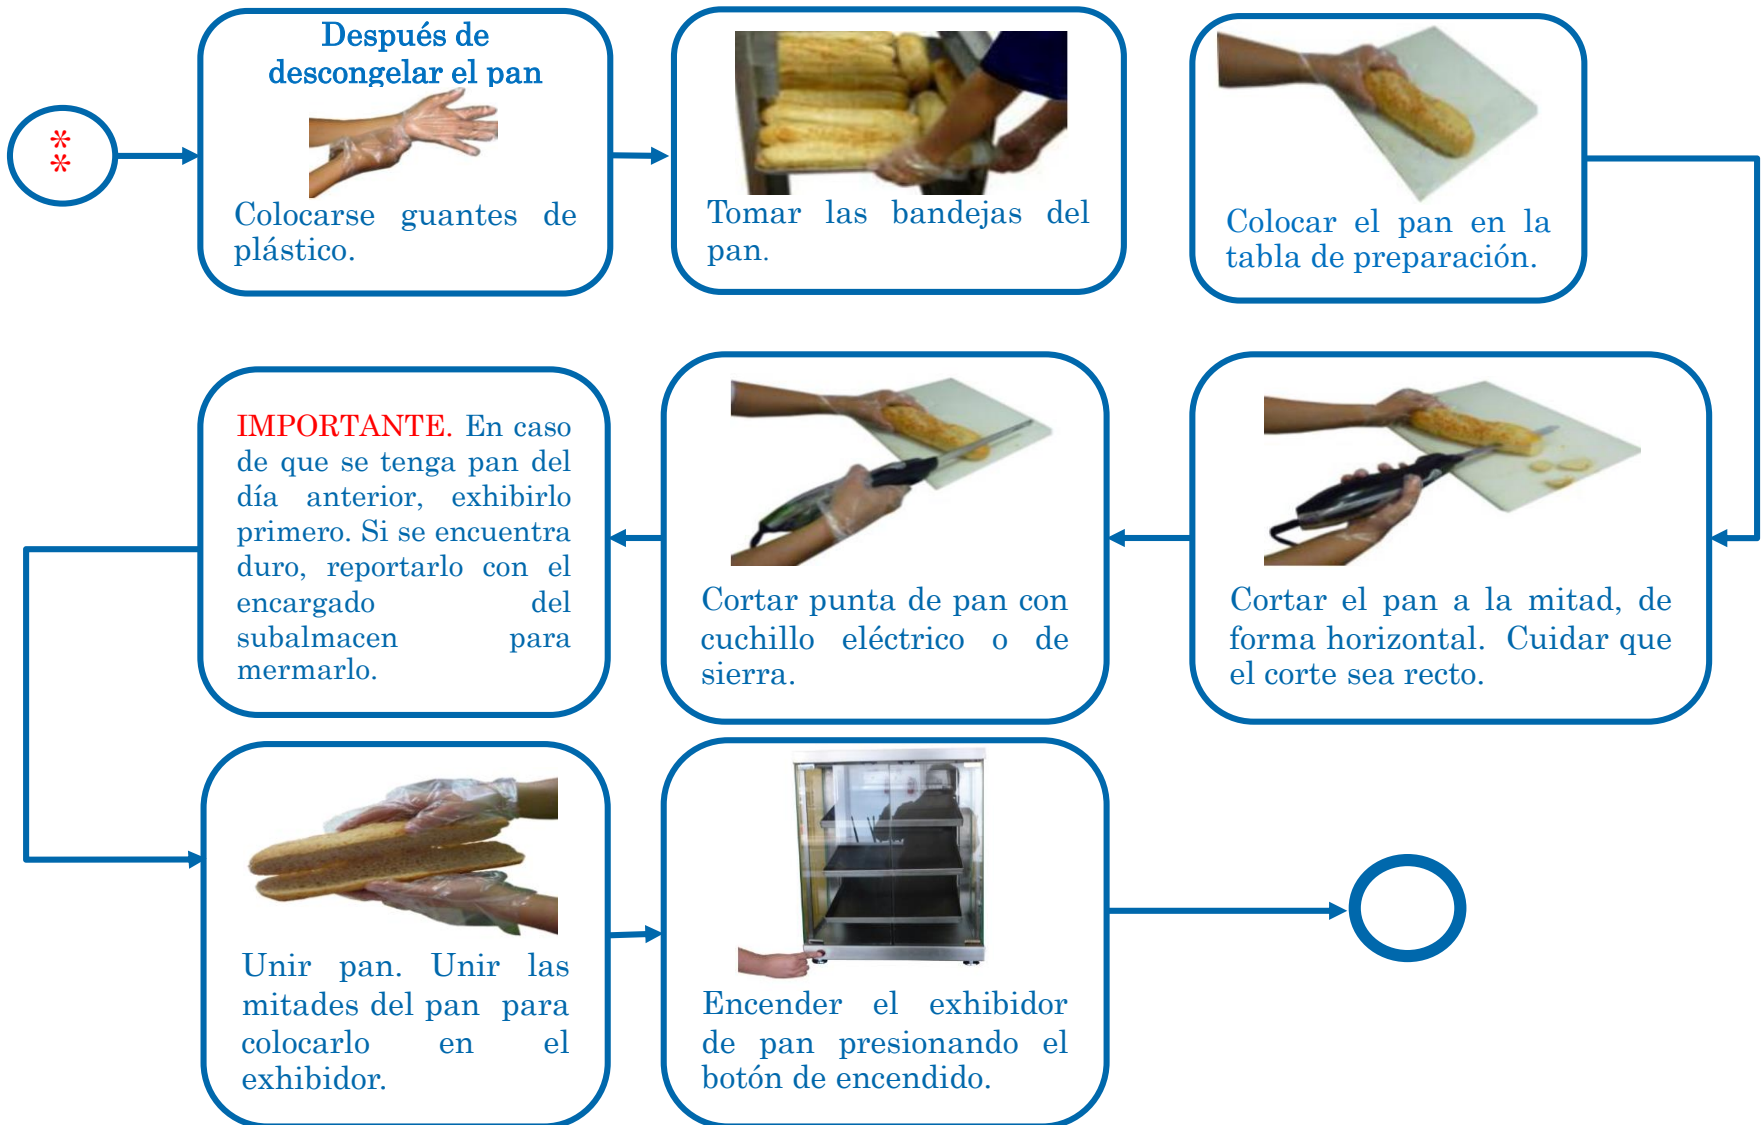 *
*
Después de
descongelar el pan
Colocarse guantes de
plástico.
Tomar las bandejas del
pan.
Colocar el pan en la
tabla de preparación.
Cortar el pan a la mitad, de
forma horizontal. Cuidar que
el corte sea recto.
Cortar punta de pan con
cuchillo eléctrico o de
sierra.
IMPORTANTE. En caso
de que se tenga pan del
día anterior, exhibirlo
primero. Si se encuentra
duro, reportarlo con el
encargado del
subalmacen para
mermarlo.
Unir pan. Unir las
mitades del pan para
colocarlo en el
exhibidor.
Encender el exhibidor
de pan presionando el
botón de encendido.